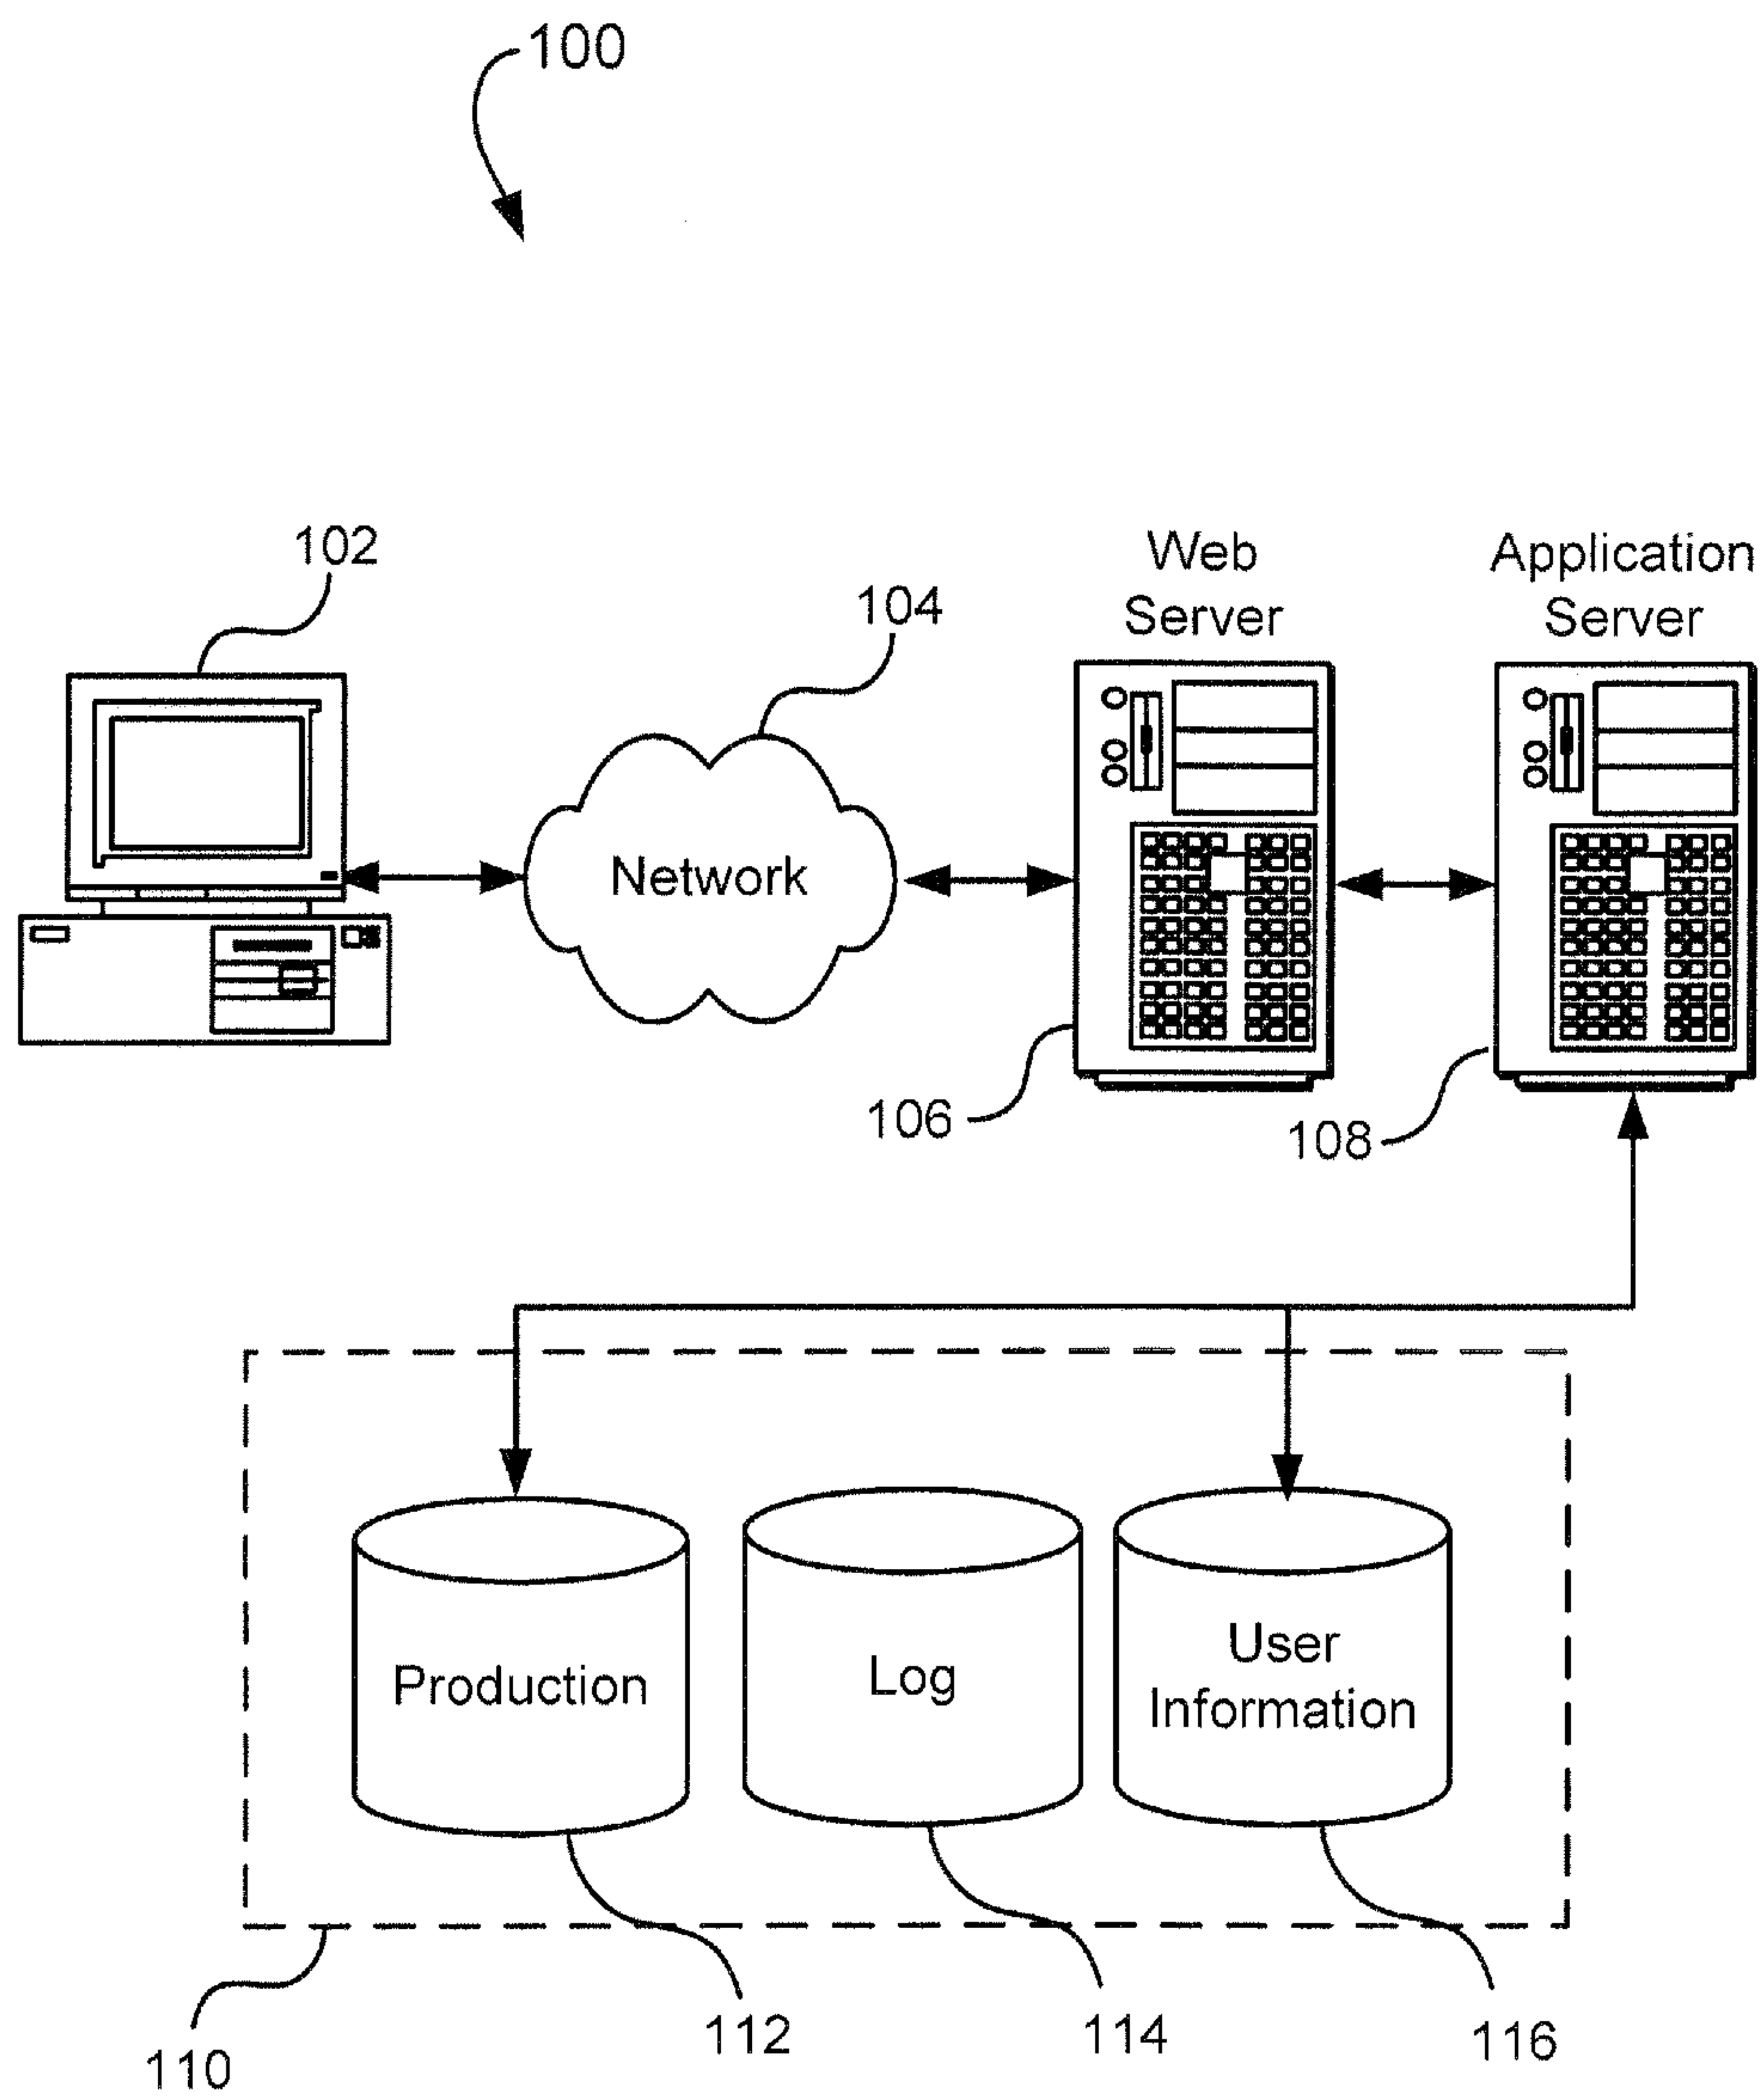 100
102
104
Web
Server
Application
Server
Network
106
108
Production
Log
User
Information
110
112
114
116